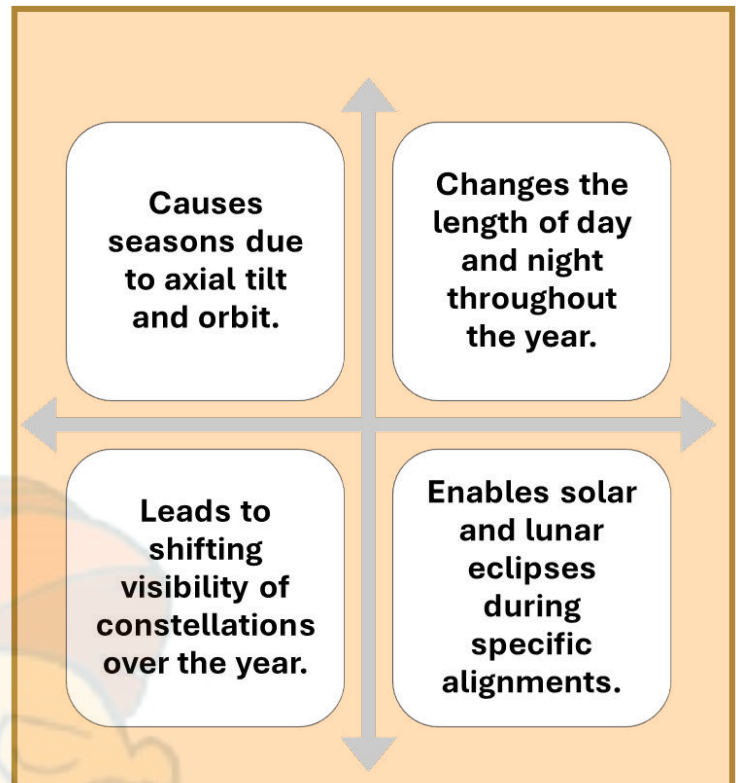 Causes
seasons due
to axial tilt
and orbit.
Changes the
length of day
and night
throughout
the year.
Leads to
shifting
visibility of
constellations
over the year.
Enables solar
and lunar
eclipses
during
specific
alignments.